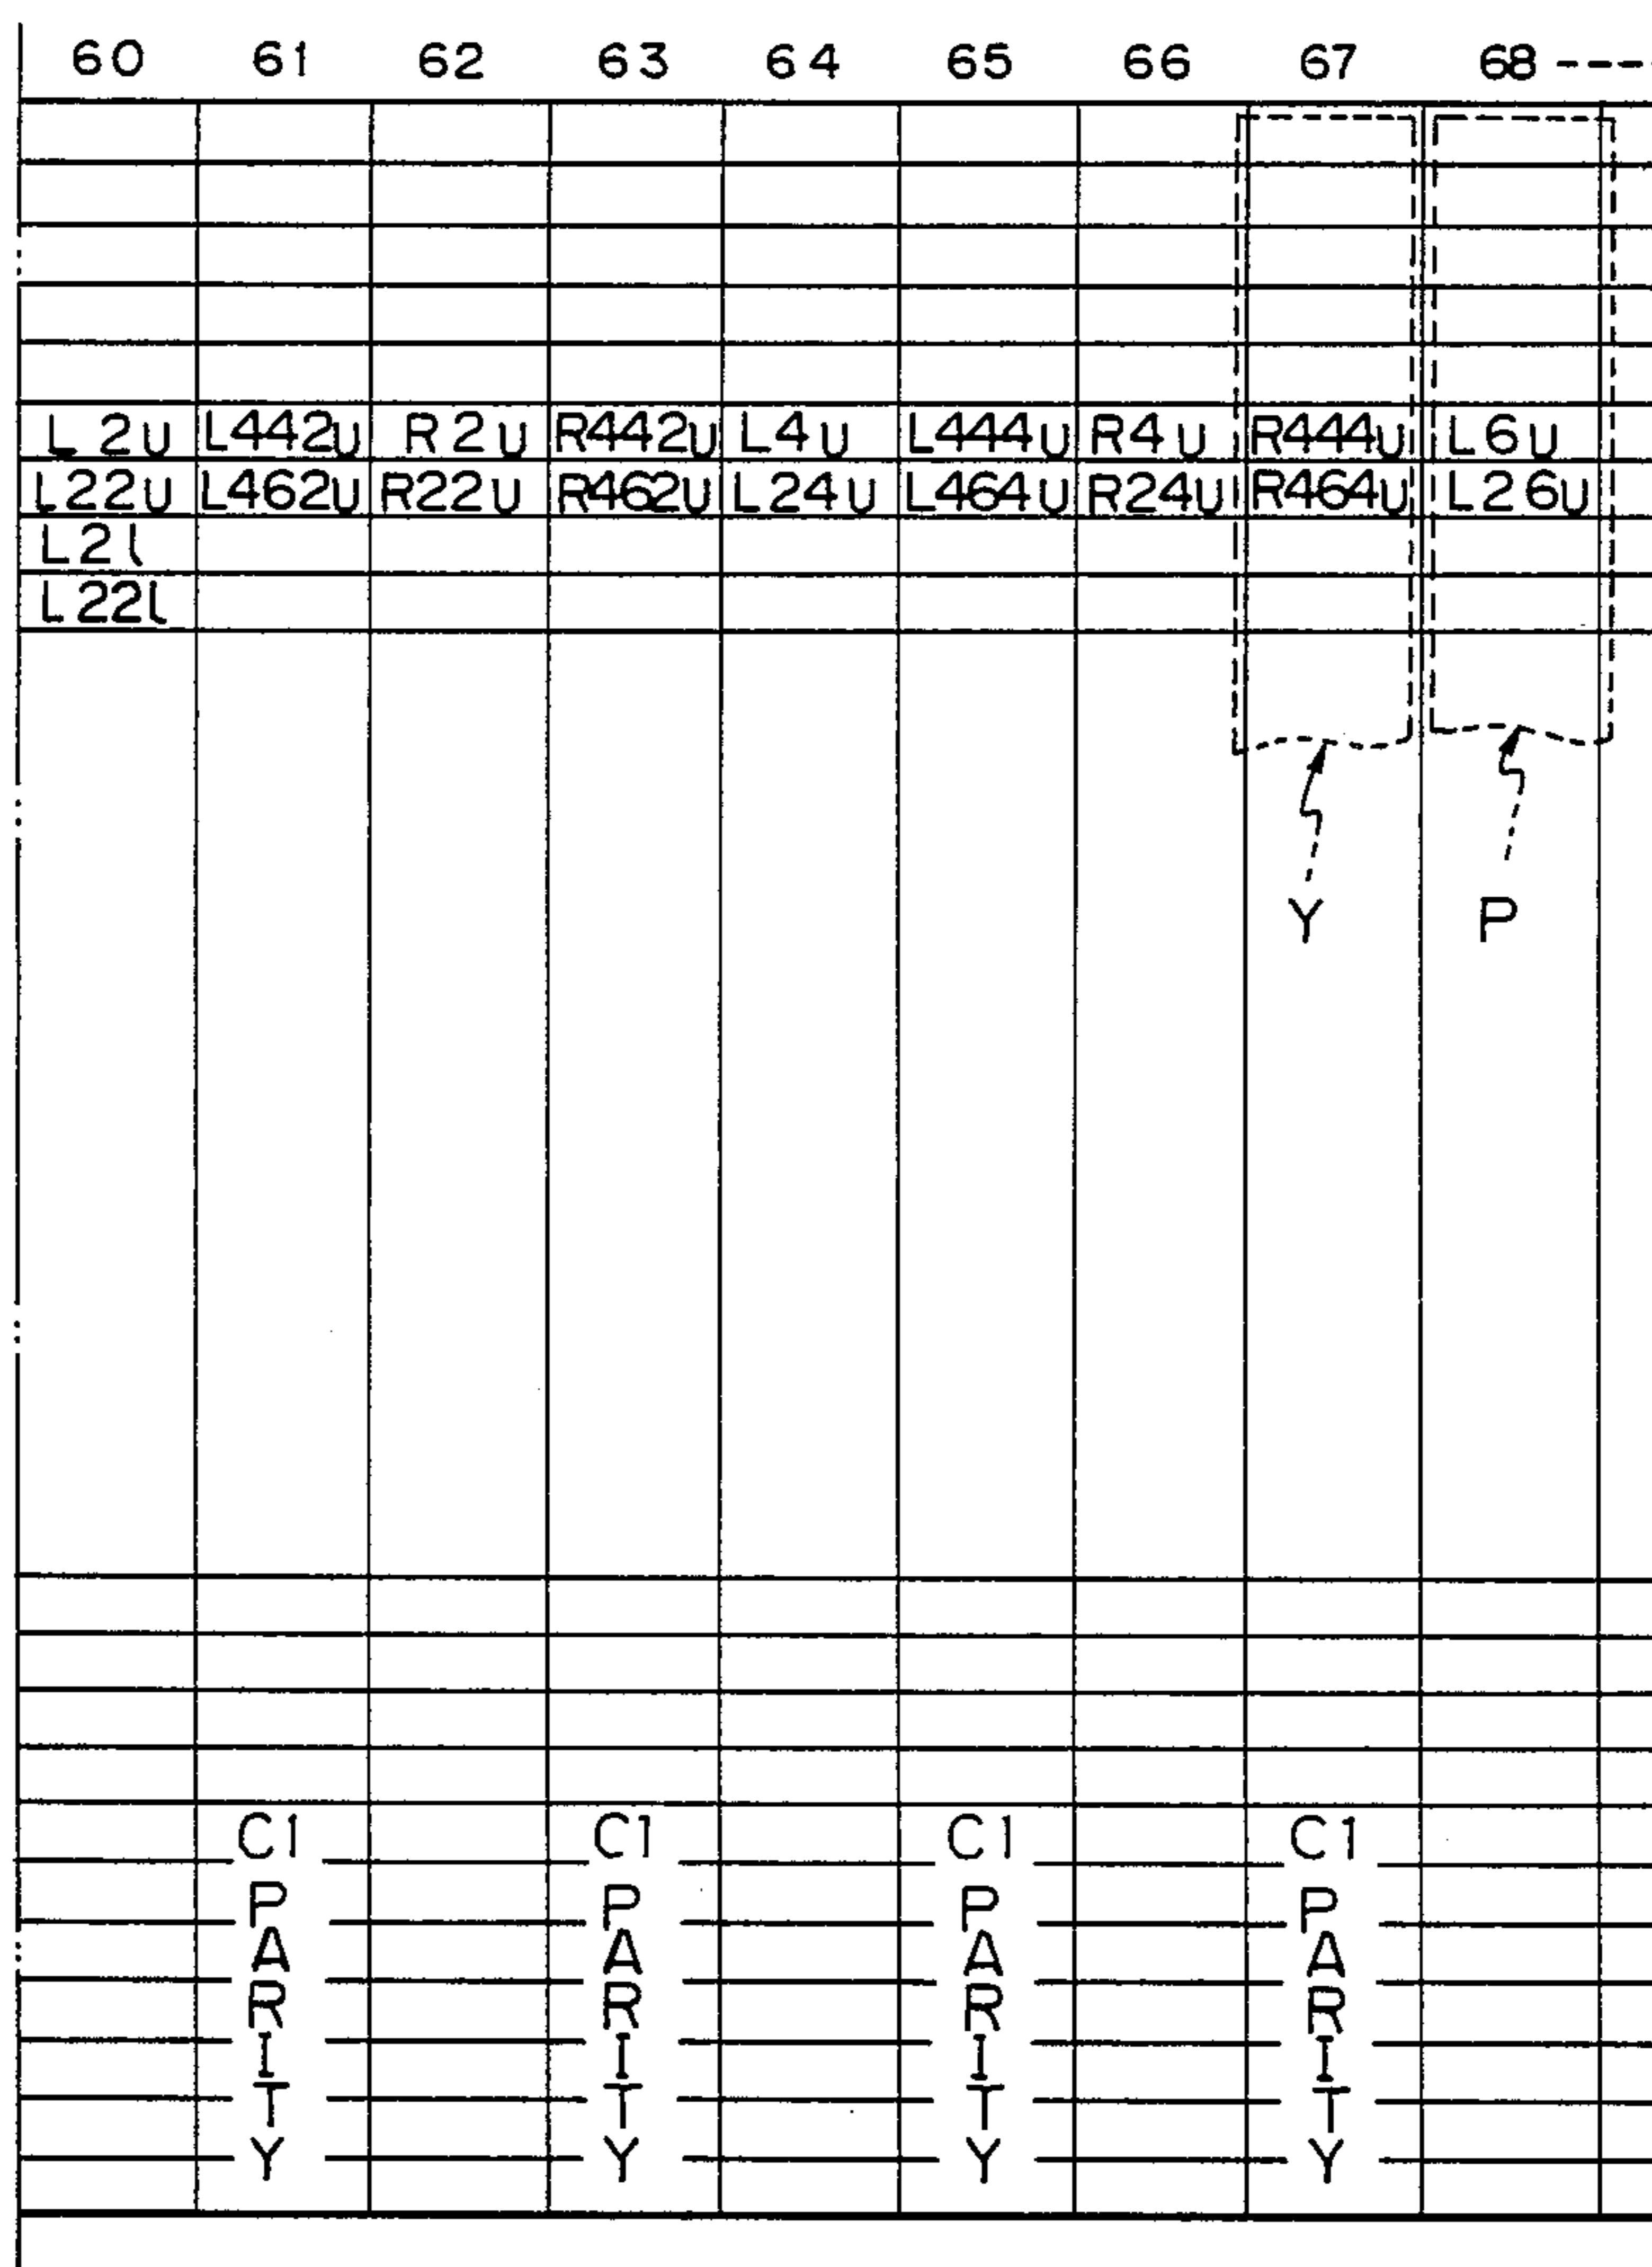 60 61 62 63 64 65 66 67 68 ----
L2u L442u R2u R442u L4u L444u R4u R444u L6u
L22u L462u R22u R462u L24u L464u R24u R464u L26u
L2l
L22l
Y P
C1 C1 C1 C1
P P P P
A A A A
R R R R
I I I I
T T T T
Y Y Y Y